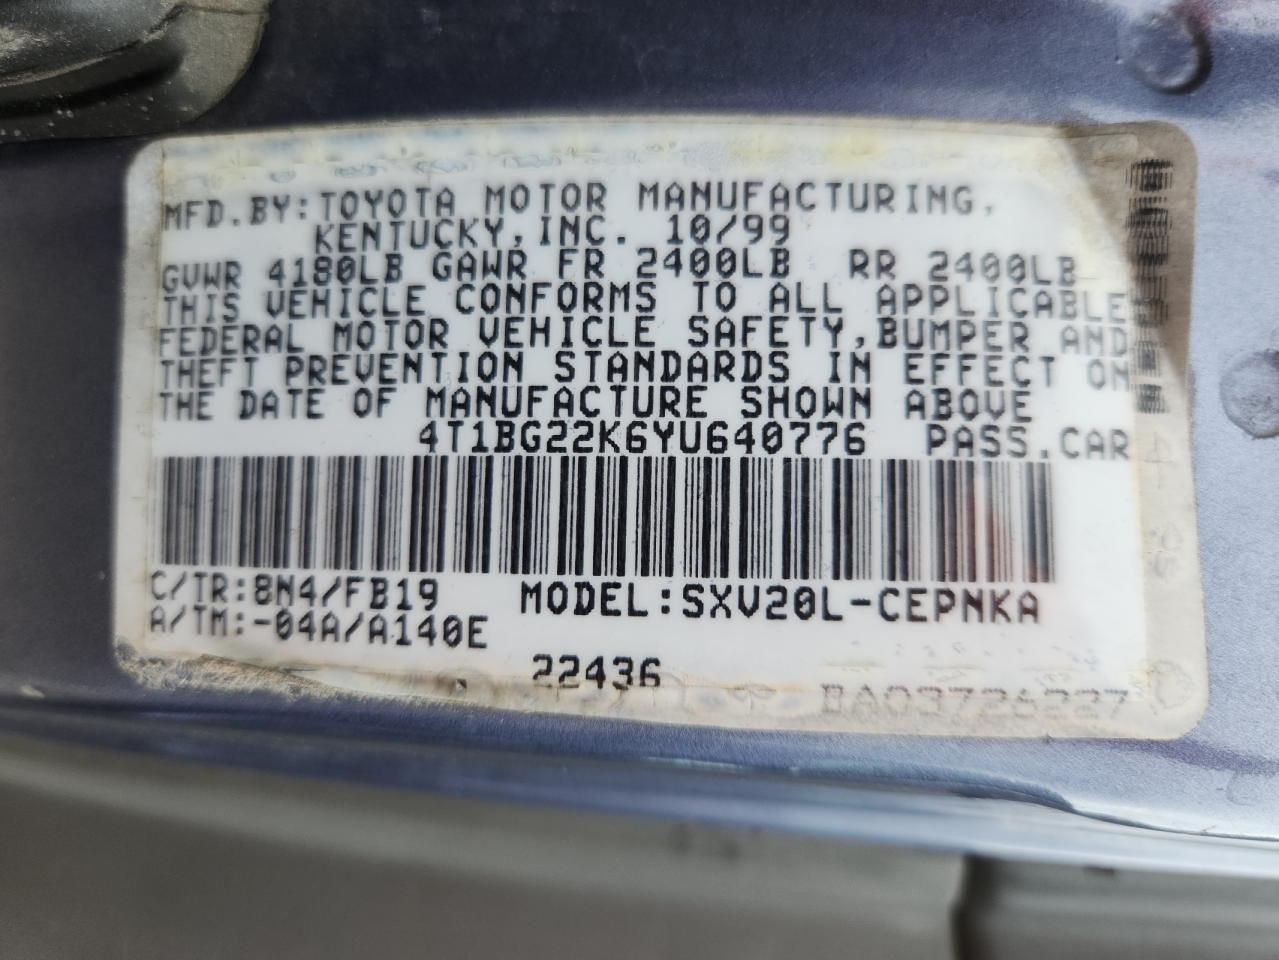 MFD.BY:TOYOTA MOTOR MANUFACTURING,
KENTUCKY,INC. 10/99
GVWR 4180LB GAWR FR 2400LB RR 2400LB
THIS VEHICLE CONFORMS TO ALL APPLICABLE
FEDERAL MOTOR VEHICLE SAFETY,BUMPER AND
THEFT PREVENTION STANDARDS IN EFFECT ON
THE DATE OF MANUFACTURE SHOWN ABOVE
4T1BG22K6YU640776 PASS.CAR
C/TR:8N4/FB19 MODEL:SXV20L-CEPNKA
A/TM:-04A/A140E
22436
BA03726227